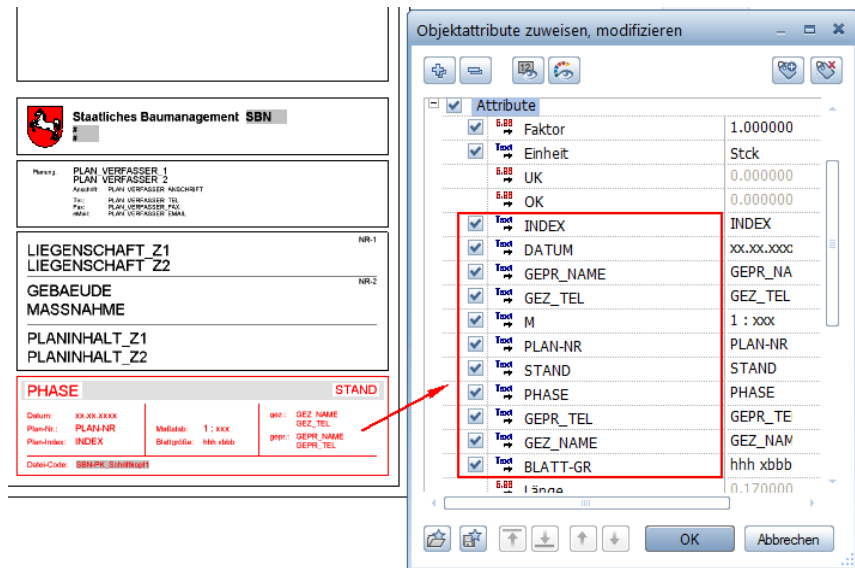 Staatliches Baumanagement SBN
#
#
Planung:
PLAN_VERFASSER_1
PLAN_VERFASSER_2
Anschrift PLAN_VERFASSER_ANSCHRIFT
Tel.: PLAN_VERFASSER_TEL
Fax: PLAN_VERFASSER_FAX
eMail: PLAN_VERFASSER_EMAIL
NR-1
LIEGENSCHAFT_Z1
LIEGENSCHAFT_Z2
NR-2
GEBAEUDE
MASSNAHME
PLANINHALT_Z1
PLANINHALT_Z2
PHASE STAND
Datum: xx.xx.xxxx
Plan-Nr.: PLAN-NR
Plan-Index: INDEX
Maßstab: 1 : xxx
Blattgröße: hhh xbbb
gez.: GEZ_NAME
GEZ_TEL
gepr.: GEPR_NAME
GEPR_TEL
Datei-Code: SBN-PK_Schriftkopf1
Objektattribute zuweisen, modifizieren
Attribute
Faktor 1.000000
Einheit Stck
UK 0.000000
OK 0.000000
INDEX INDEX
DATUM xx.xx.xxx
GEPR_NAME GEPR_NA
GEZ_TEL GEZ_TEL
M 1 : xxx
PLAN-NR PLAN-NR
STAND STAND
PHASE PHASE
GEPR_TEL GEPR_TE
GEZ_NAME GEZ_NAM
BLATT-GR hhh xbbb
Länge 0.170000
OK Abbrechen